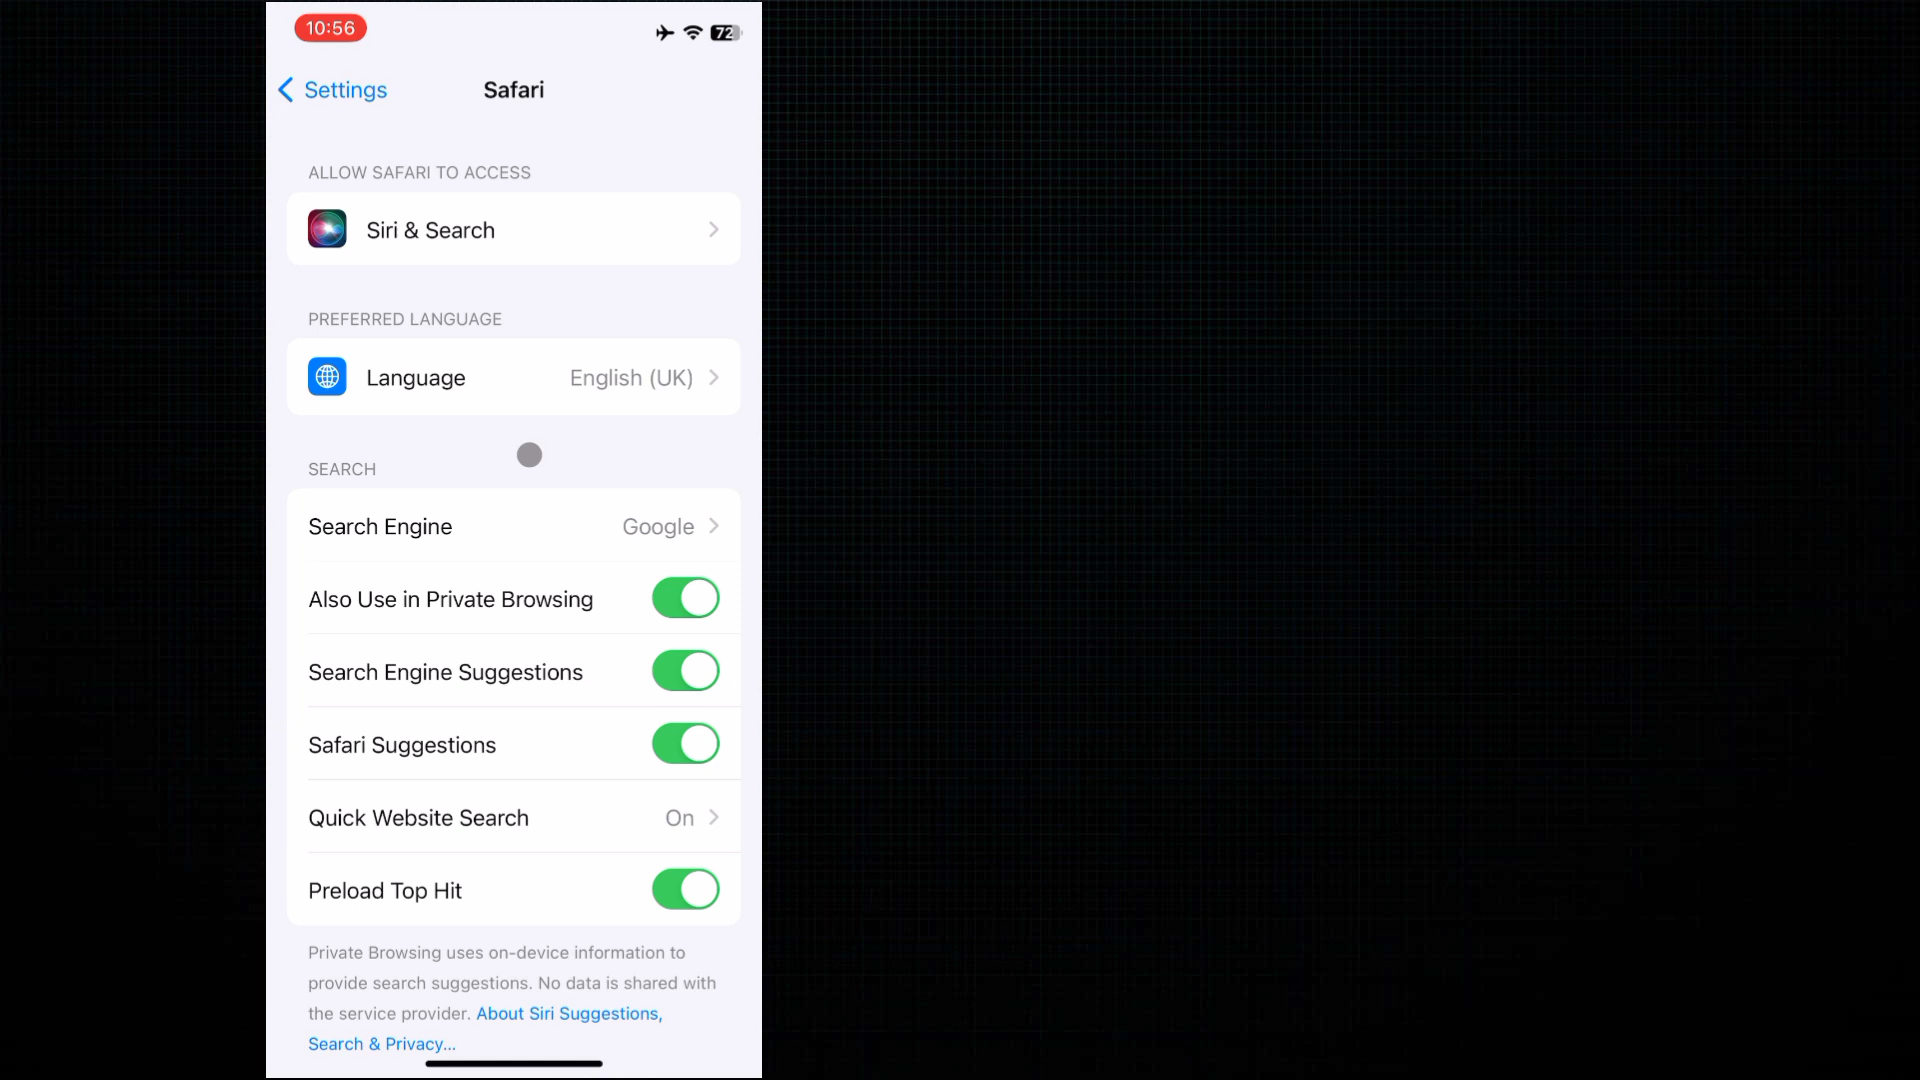 10:56
72
Settings
Safari
ALLOW SAFARI TO ACCESS
Siri & Search
PREFERRED LANGUAGE
Language English (UK)
SEARCH
Search Engine Google
Also Use in Private Browsing
Search Engine Suggestions
Safari Suggestions
Quick Website Search On
Preload Top Hit
Private Browsing uses on-device information to
provide search suggestions. No data is shared with
the service provider. About Siri Suggestions,
Search & Privacy...